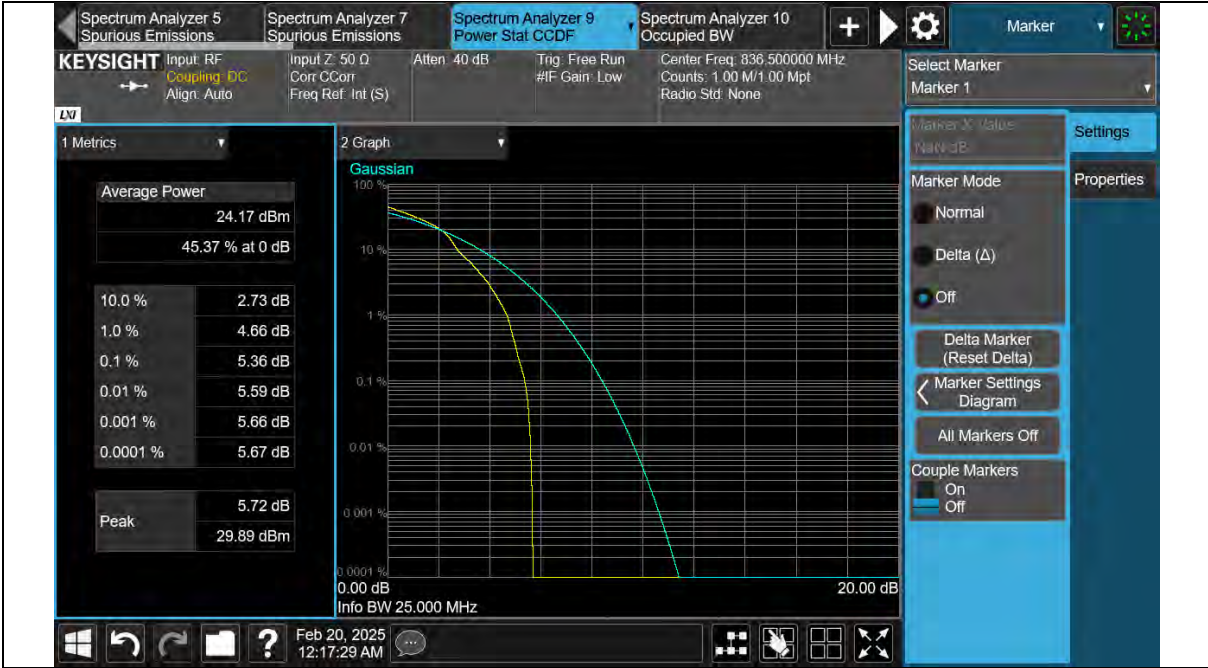 Spectrum Analyzer 5
Spurious Emissions
Spectrum Analyzer 7
Spurious Emissions
Spectrum Analyzer 9
Power Stat CCDF
Spectrum Analyzer 10
Occupied BW
+
Marker
KEYSIGHT
Input: RF
Coupling: DC
Align: Auto
Input Z: 50 Ω
Corr CCorr
Freq Ref: Int (S)
Atten: 40 dB
Trig: Free Run
#IF Gain: Low
Center Freq: 836.500000 MHz
Counts: 1.00 M/1.00 Mpt
Radio Std: None
LXI
Select Marker
Marker 1
1 Metrics
Average Power
24.17 dBm
45.37 % at 0 dB
10.0 % 2.73 dB
1.0 % 4.66 dB
0.1 % 5.36 dB
0.01 % 5.59 dB
0.001 % 5.66 dB
0.0001 % 5.67 dB
Peak
5.72 dB
29.89 dBm
2 Graph
Gaussian
100 %
10 %
1 %
0.1 %
0.01 %
0.001 %
0.0001 %
0.00 dB
20.00 dB
Info BW 25.000 MHz
Marker X Value
NaN dB
Marker Mode
Normal
Delta (Δ)
Off
Delta Marker
(Reset Delta)
Marker Settings
Diagram
All Markers Off
Couple Markers
On
Off
Settings
Properties
?
Feb 20, 2025
12:17:29 AM